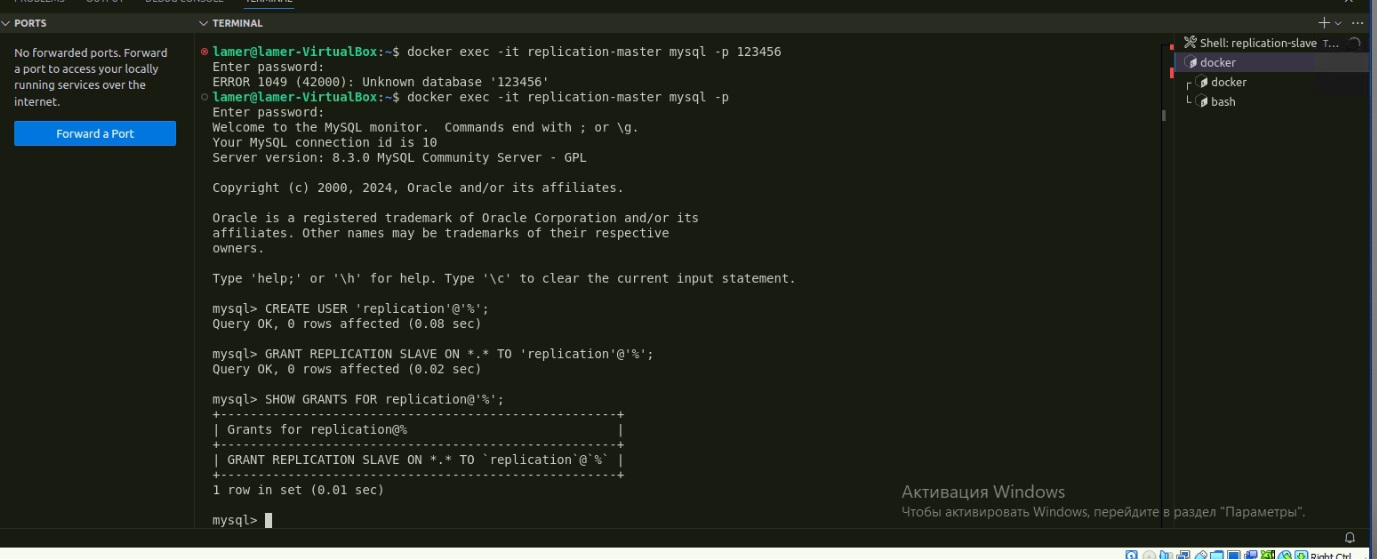 PROBLEMS OUTPUT DEBUG CONSOLE TERMINAL
PORTS
TERMINAL
No forwarded ports. Forward
a port to access your locally
running services over the
internet.
Forward a Port
lamer@lamer-VirtualBox:~$ docker exec -it replication-master mysql -p 123456
Enter password:
ERROR 1049 (42000): Unknown database '123456'
lamer@lamer-VirtualBox:~$ docker exec -it replication-master mysql -p
Enter password:
Welcome to the MySQL monitor.  Commands end with ; or \g.
Your MySQL connection id is 10
Server version: 8.3.0 MySQL Community Server - GPL
Copyright (c) 2000, 2024, Oracle and/or its affiliates.
Oracle is a registered trademark of Oracle Corporation and/or its
affiliates. Other names may be trademarks of their respective
owners.
Type 'help;' or '\h' for help. Type '\c' to clear the current input statement.
mysql> CREATE USER 'replication'@'%';
Query OK, 0 rows affected (0.08 sec)
mysql> GRANT REPLICATION SLAVE ON *.* TO 'replication'@'%';
Query OK, 0 rows affected (0.02 sec)
mysql> SHOW GRANTS FOR replication@'%';
+-----------------------------------------------------+
| Grants for replication@%                            |
+-----------------------------------------------------+
| GRANT REPLICATION SLAVE ON *.* TO `replication`@`%` |
+-----------------------------------------------------+
1 row in set (0.01 sec)
mysql>
Shell: replication-slave T...
docker
docker
bash
Активация Windows
Чтобы активировать Windows, перейдите в раздел "Параметры".
Right Ctrl